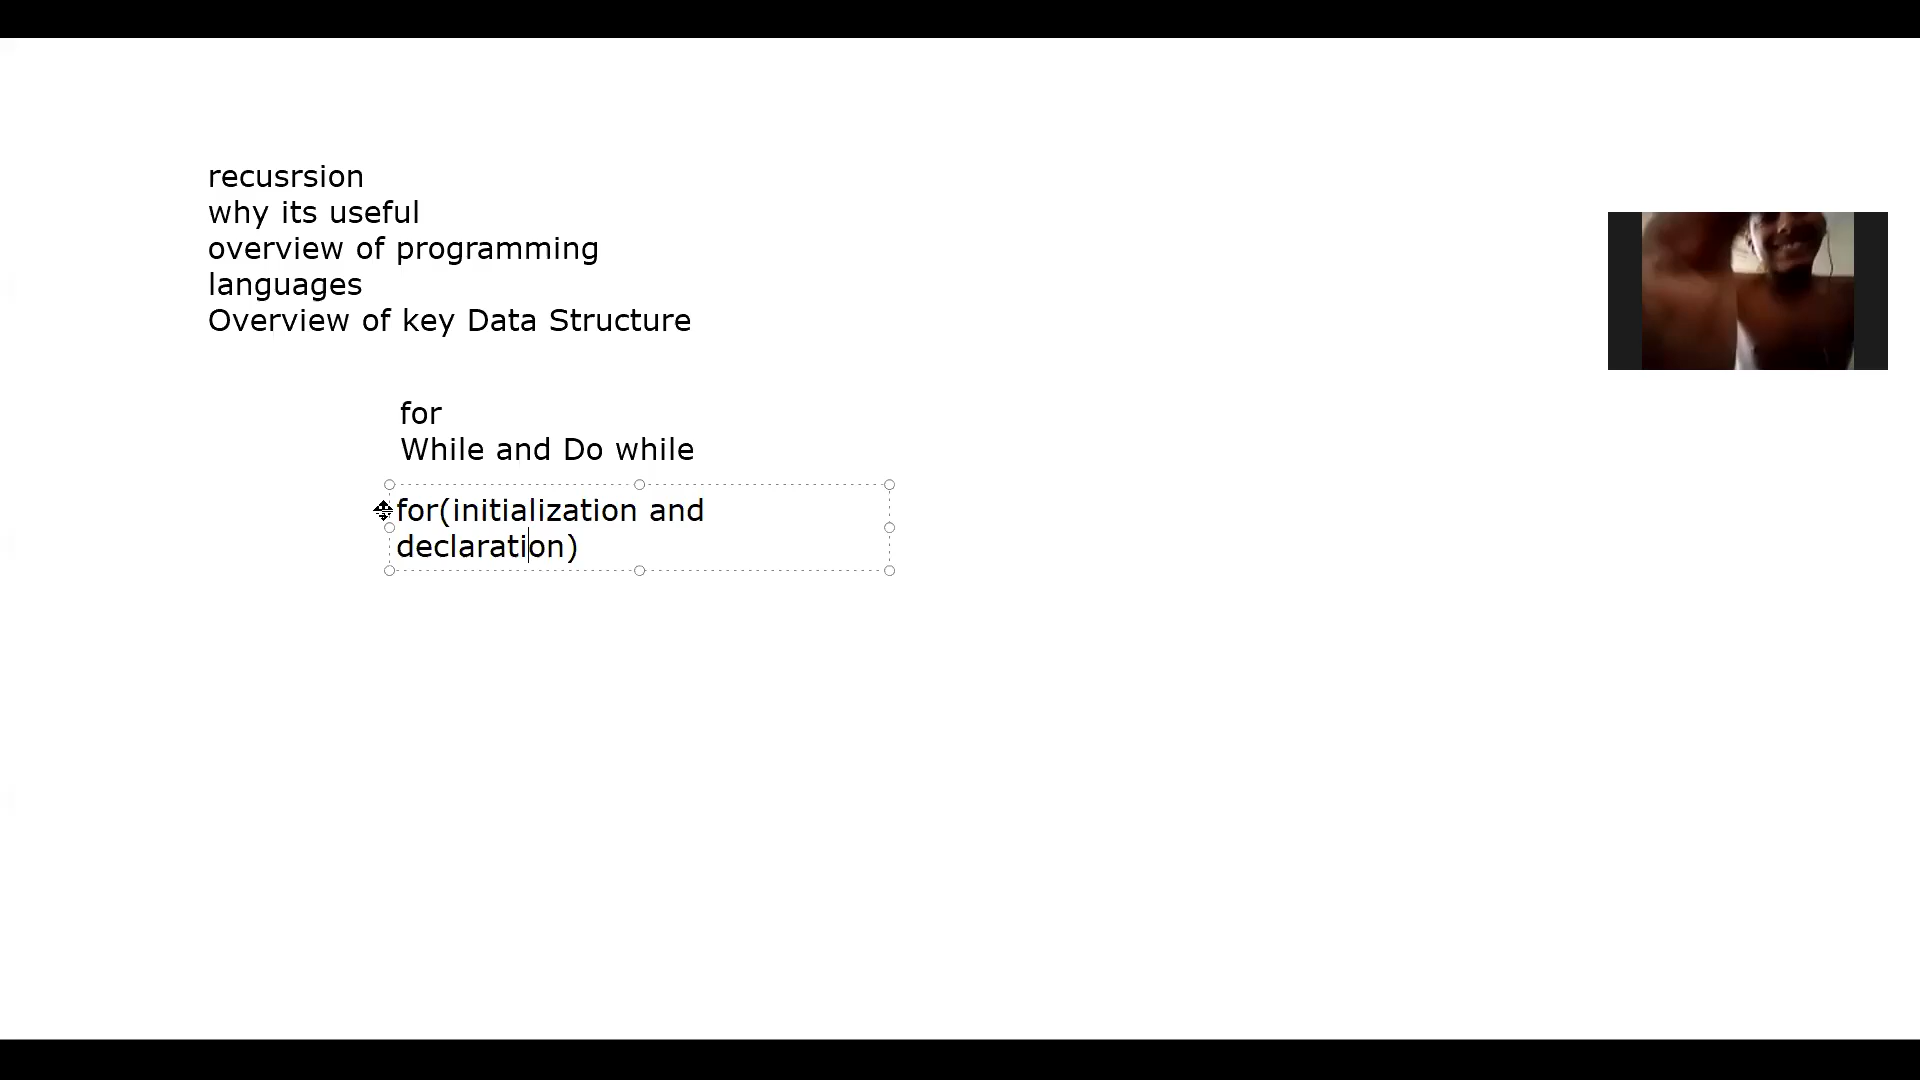 recusrsion
why its useful
overview of programming
languages
Overview of key Data Structure
for
While and Do while
for(initialization and
declaration)